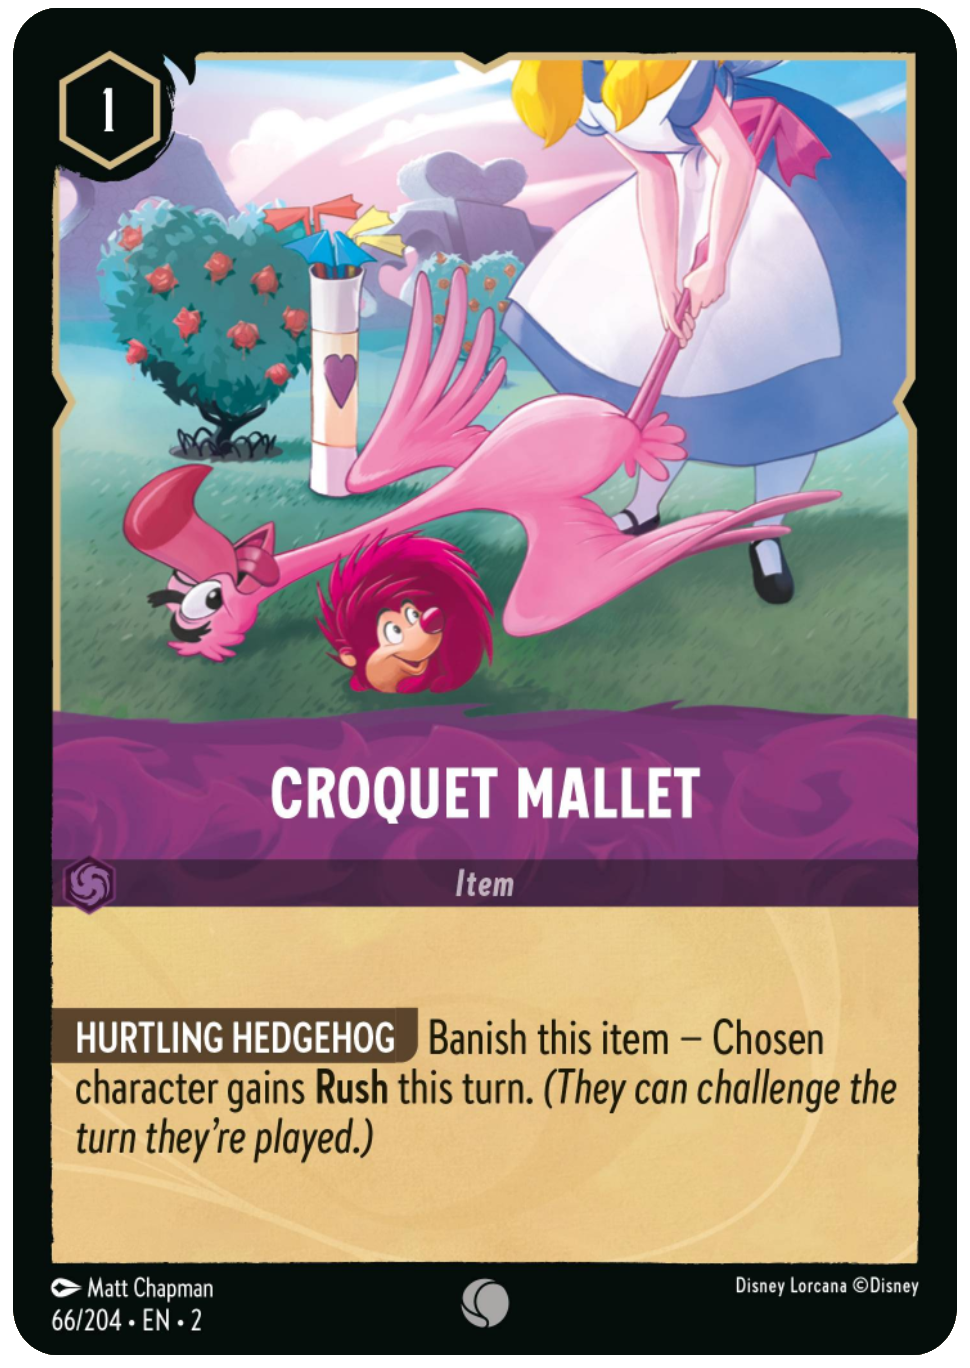 1
CROQUET MALLET
Item
HURTLING HEDGEHOG Banish this item – Chosen
character gains Rush this turn. (They can challenge the
turn they're played.)
Matt Chapman
Disney Lorcana ©Disney
66/204 • EN • 2